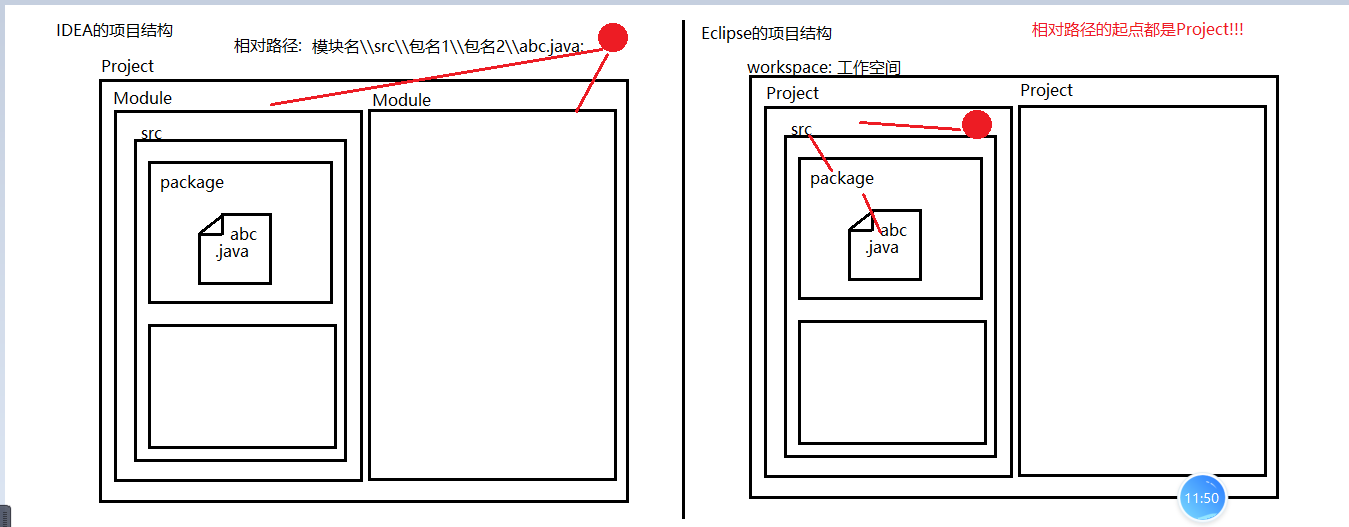 IDEA的项目结构
相对路径: 模块名\\src\\包名1\\包名2\\abc.java;
Project
Module
Module
src
package
abc
.java
Eclipse的项目结构
相对路径的起点都是Project!!!
workspace: 工作空间
Project
Project
src
package
abc
.java
11:50